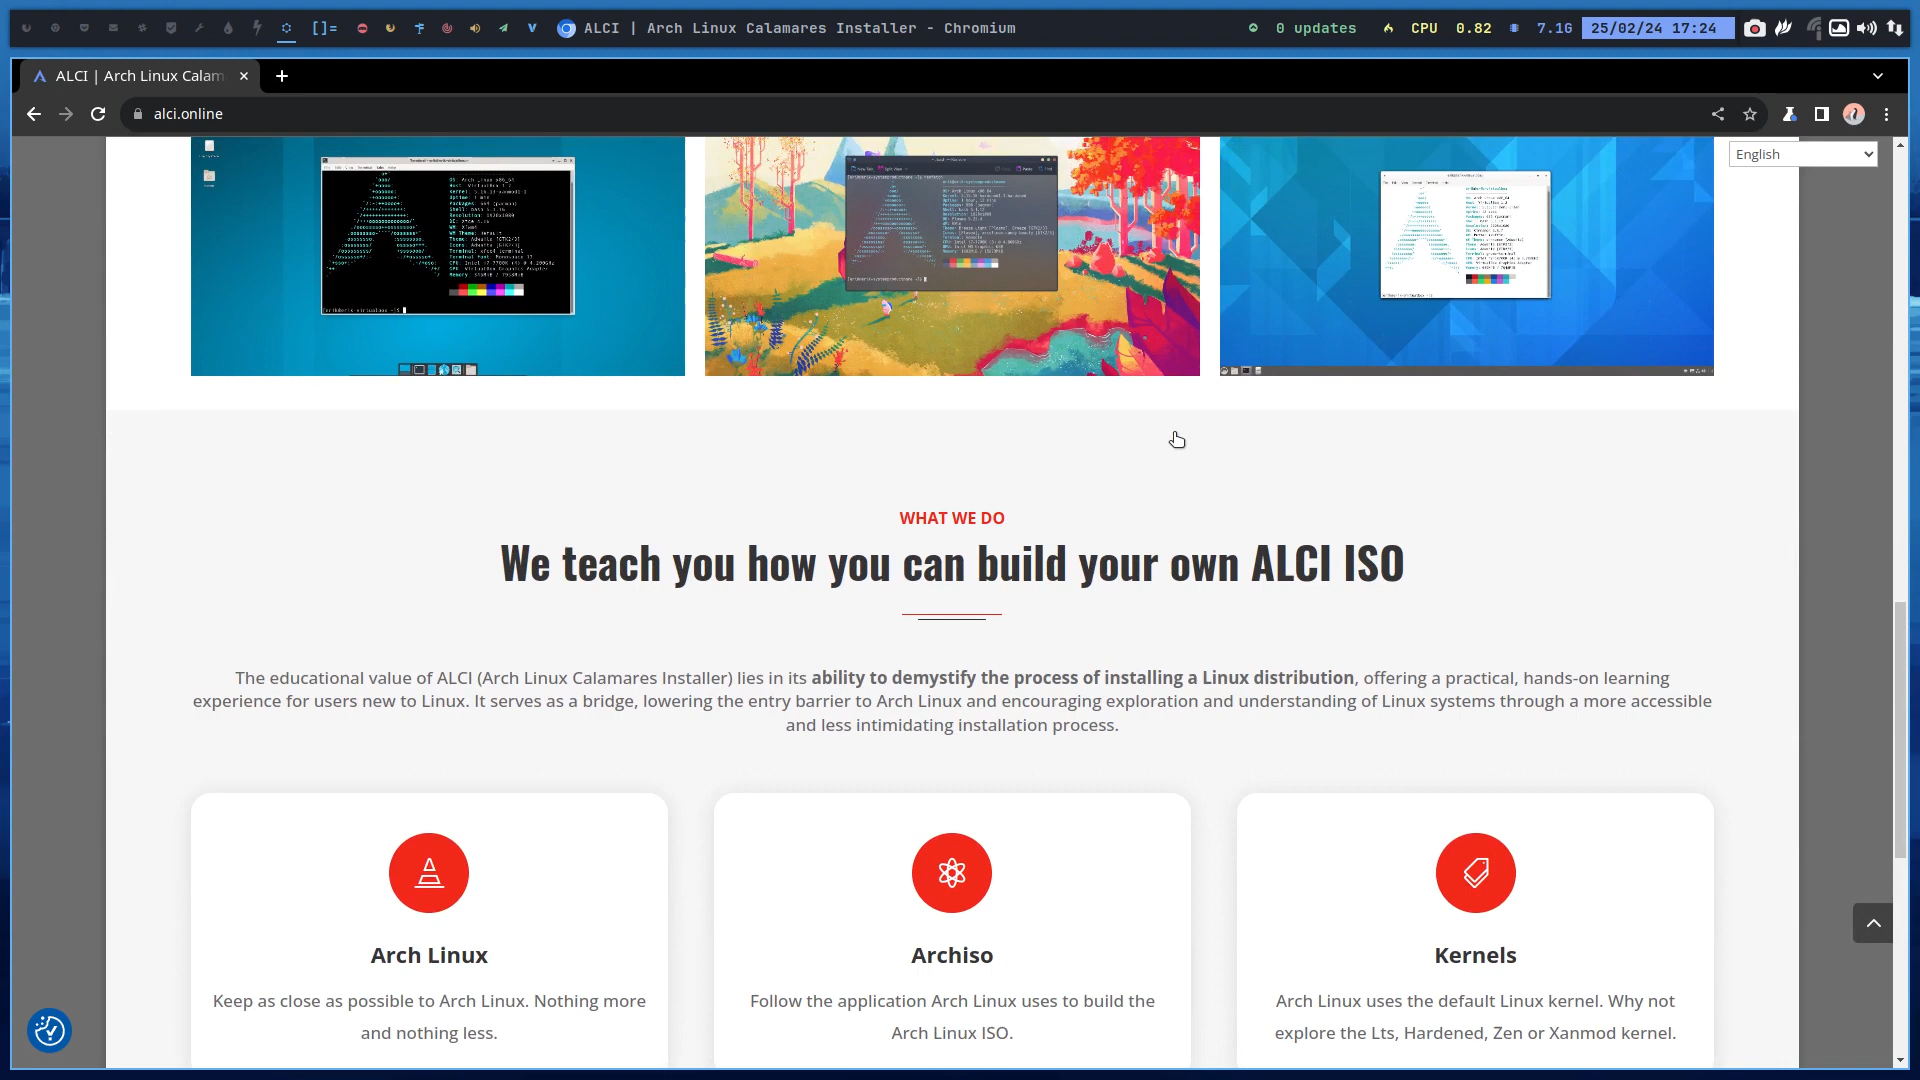 []=
ALCI | Arch Linux Calamares Installer - Chromium
0 updates
CPU 0.82
7.1G
25/02/24 17:24
ALCI | Arch Linux Calam
alci.online
English
WHAT WE DO
We teach you how you can build your own ALCI ISO
The educational value of ALCI (Arch Linux Calamares Installer) lies in its ability to demystify the process of installing a Linux distribution, offering a practical, hands-on learning
experience for users new to Linux. It serves as a bridge, lowering the entry barrier to Arch Linux and encouraging exploration and understanding of Linux systems through a more accessible
and less intimidating installation process.
Arch Linux
Keep as close as possible to Arch Linux. Nothing more
and nothing less.
Archiso
Follow the application Arch Linux uses to build the
Arch Linux ISO.
Kernels
Arch Linux uses the default Linux kernel. Why not
explore the Lts, Hardened, Zen or Xanmod kernel.